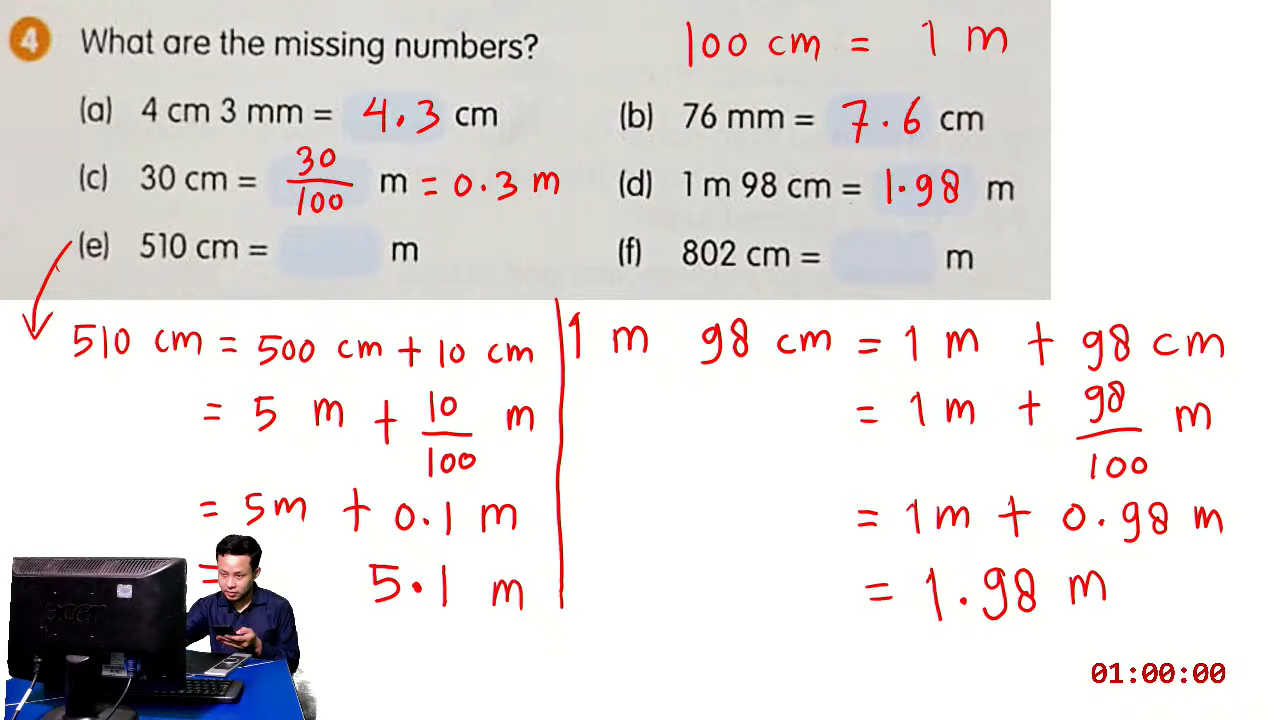 4 What are the missing numbers? 100 cm = 1 m
(a) 4 cm 3 mm = 4.3 cm (b) 76 mm = 7.6 cm
(c) 30 cm = 30/100 m = 0.3 m (d) 1 m 98 cm = 1.98 m
(e) 510 cm = m (f) 802 cm = m
510 cm = 500 cm + 10 cm
= 5 m + 10/100 m
= 5m + 0.1 m
= 5.1 m
1 m 98 cm = 1 m + 98 cm
= 1 m + 98/100 m
= 1 m + 0.98 m
= 1.98 m
acer
01:00:00